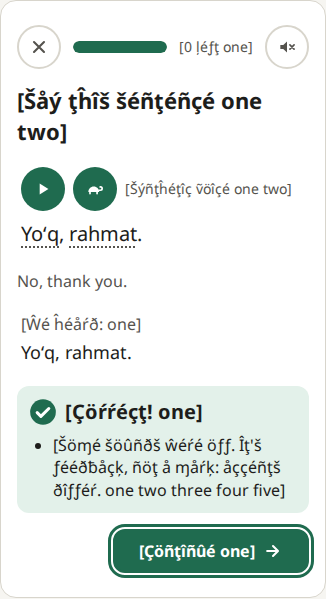 [0 ļéƒţ one]
[Šåý ţĥîš šéñţéñçé one
two]
[Šýñţĥéţîç ṽöîçé one two]
Yoʻq, rahmat.
No, thank you.
[Ŵé ĥéåŕð: one]
Yoʻq, rahmat.
[Çöŕŕéçţ! one]
[Šöɱé šöûñðš ŵéŕé öƒƒ. Îţ'š
ƒééðƀåçķ, ñöţ å ɱåŕķ: åççéñţš
ðîƒƒéŕ. one two three four five]
[Çöñţîñûé one]